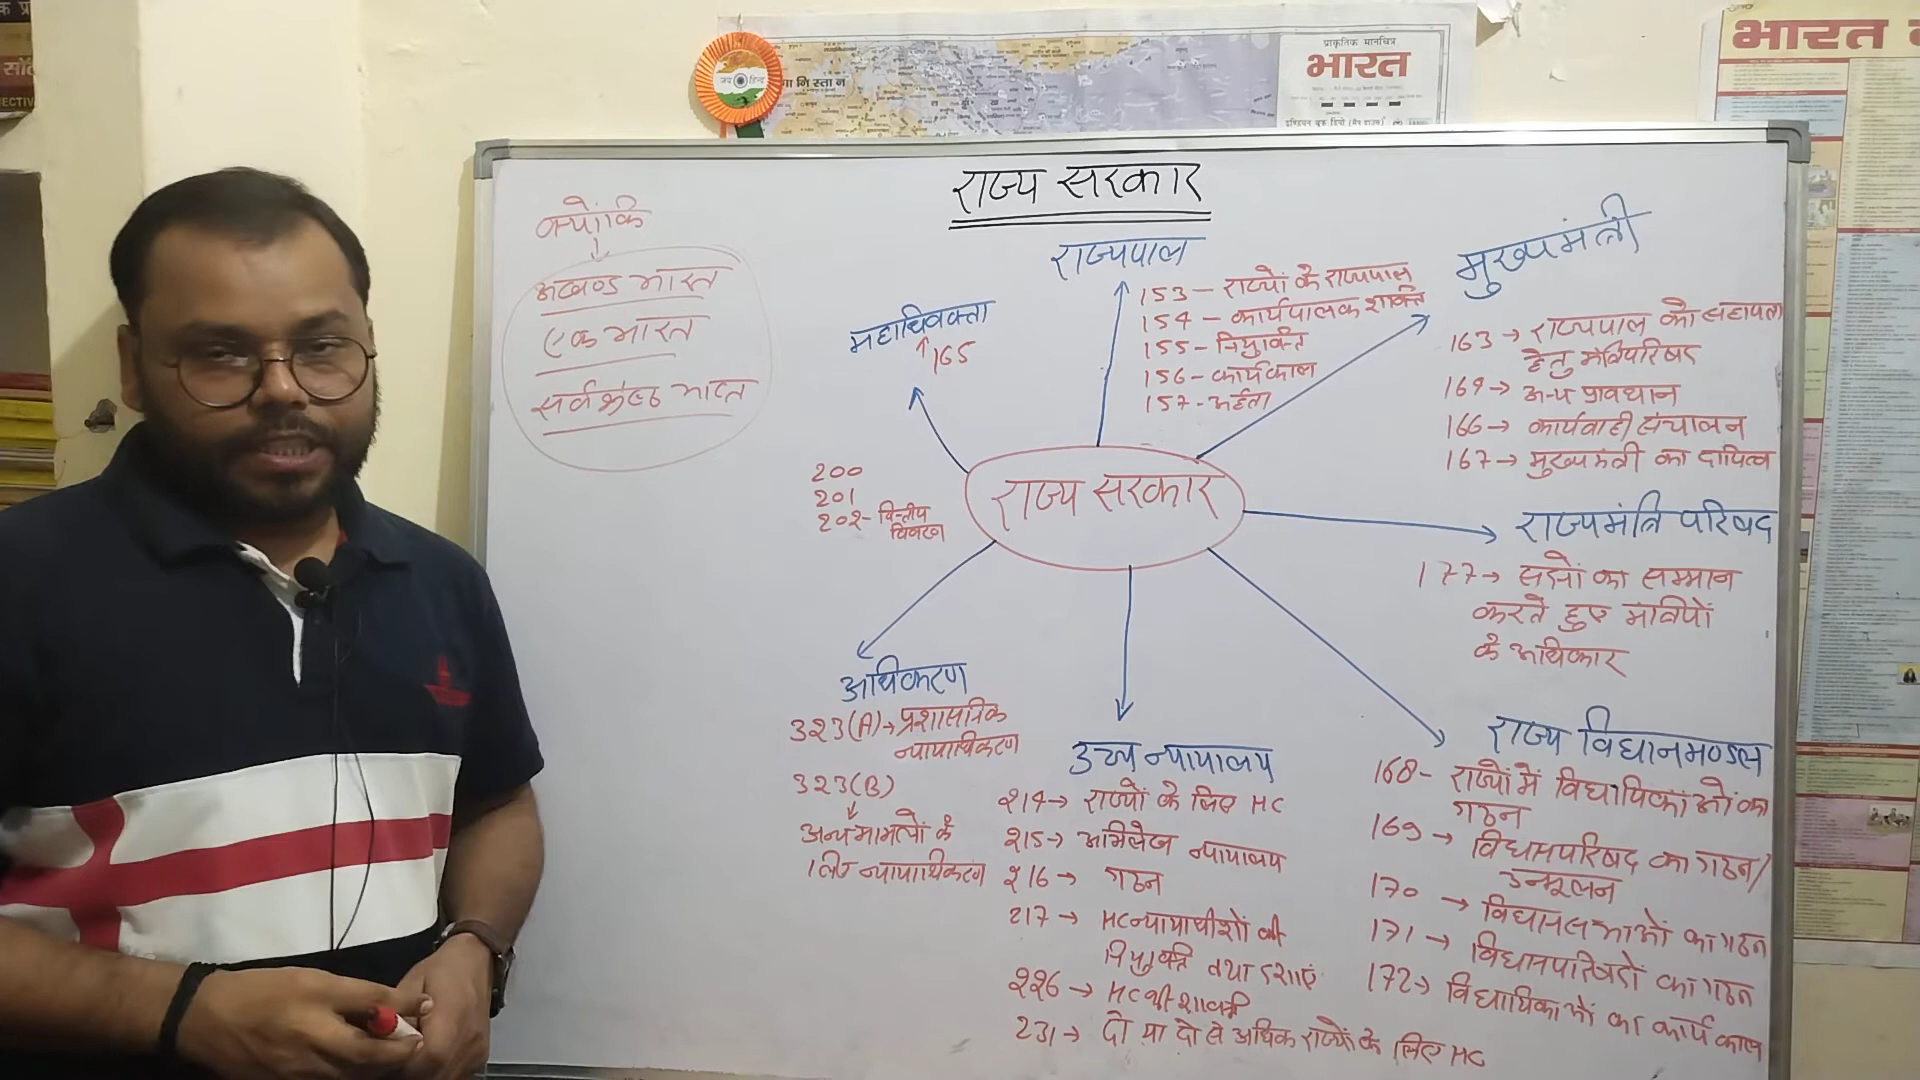 भारत
प्राकृतिक मानचित्र
भारत
जय हिन्द
राज्य सरकार
क्योंकि
अखण्ड भारत
एक भारत
सर्वश्रेष्ठ भारत
महाधिवक्ता
165
राज्यपाल
153 – राज्यों के राज्यपाल
154 – कार्यपालक शक्ति
155 – नियुक्ति
156 – कार्यकाल
157 - अर्हता
मुख्यमंत्री
163 → राज्यपाल को सहायता
हेतु मंत्रिपरिषद
164 → अन्य प्रावधान
166 → कार्यवाही संचालन
167 → मुख्यमंत्री का दायित्व
200
201
202 - वित्तीय
विवरण
राज्य सरकार
राज्यमंत्रि परिषद
177 → सदनों का सम्मान
करते हुए मंत्रियों
के अधिकार
अधिकरण
323(A) → प्रशासनिक
न्यायाधिकरण
323(B)
अन्य मामलों के
लिए न्यायाधिकरण
उच्च न्यायालय
214 → राज्यों के लिए HC
215 → अभिलेख न्यायालय
216 → गठन
217 → HC न्यायाधीशों की
नियुक्ति तथा दशाएं
226 → HC की शक्ति
231 → दो या दो से अधिक राज्यों के लिए HC
राज्य विधानमण्डल
168 - राज्यों में विधायिकाओं का
गठन
169 → विधानपरिषद का गठन/
उन्मूलन
170 → विधानसभाओं का गठन
171 → विधानपरिषदों का गठन
172 → विधायिकाओं का कार्यकाल